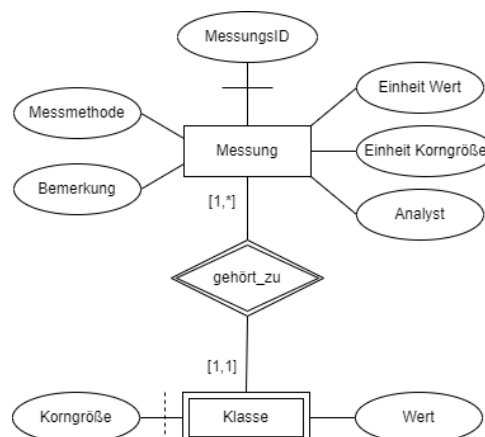 MessungsID
Einheit Wert
Messmethode
Messung
Einheit Korngröße
Bemerkung
Analyst
[1,*]
gehört_zu
[1,1]
Korngröße
Klasse
Wert